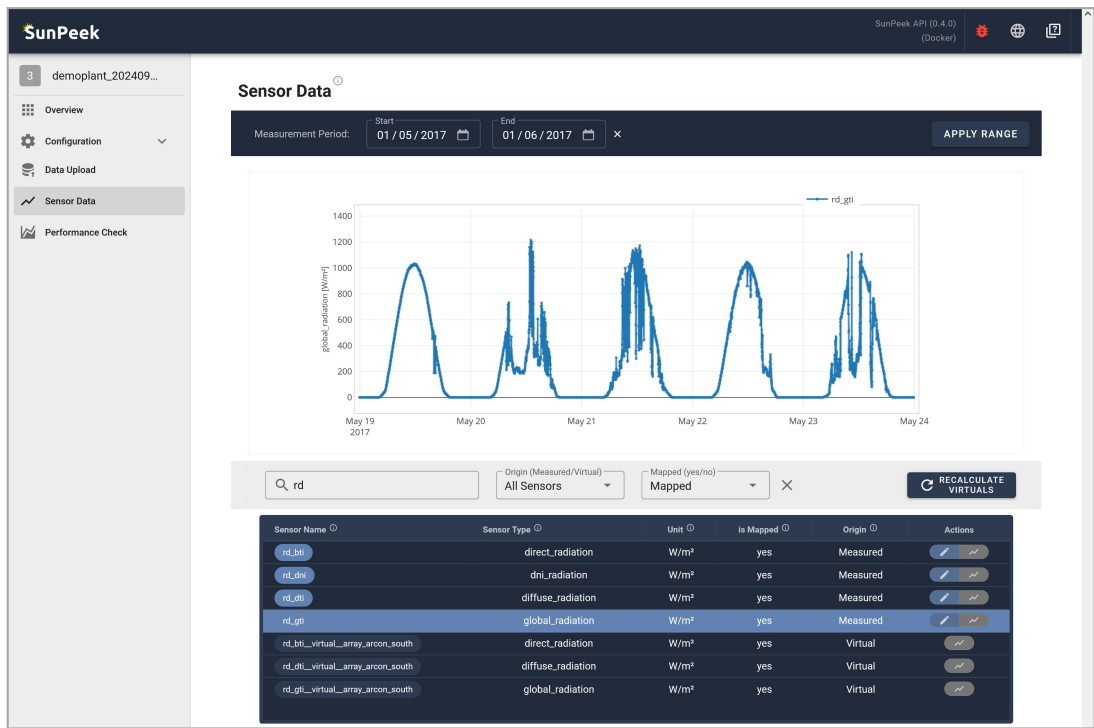 SunPeek
SunPeek API (0.4.0)
(Docker)
3 demoplant_202409...
Overview
Configuration
Data Upload
Sensor Data
Performance Check
Sensor Data
Measurement Period:
Start
01 / 05 / 2017
End
01 / 06 / 2017
APPLY RANGE
rd_gti
global_radiation [W/m²]
1400
1200
1000
800
600
400
200
0
May 19 May 20 May 21 May 22 May 23 May 24
2017
rd
Origin (Measured/Virtual)
All Sensors
Mapped (yes/no)
Mapped
RECALCULATE
VIRTUALS
Sensor Name Sensor Type Unit is Mapped Origin Actions
rd_bti direct_radiation W/m² yes Measured
rd_dni dni_radiation W/m² yes Measured
rd_dti diffuse_radiation W/m² yes Measured
rd_gti global_radiation W/m² yes Measured
rd_bti__virtual__array_arcon_south direct_radiation W/m² yes Virtual
rd_dti__virtual__array_arcon_south diffuse_radiation W/m² yes Virtual
rd_gti__virtual__array_arcon_south global_radiation W/m² yes Virtual